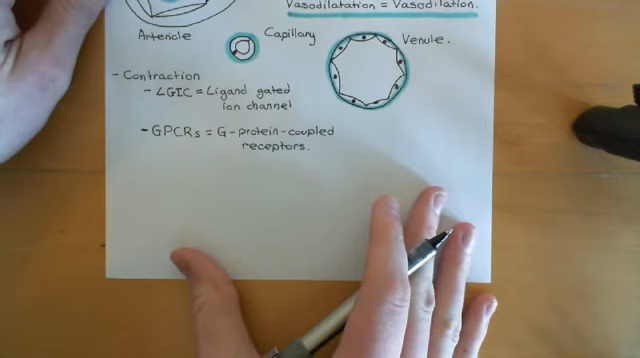 Vasodilatation = Vasodilation.
Arteriole
Capillary
Venule.
- Contraction
- LGIC = Ligand gated
ion channel
- GPCRs = G-protein-coupled
receptors.